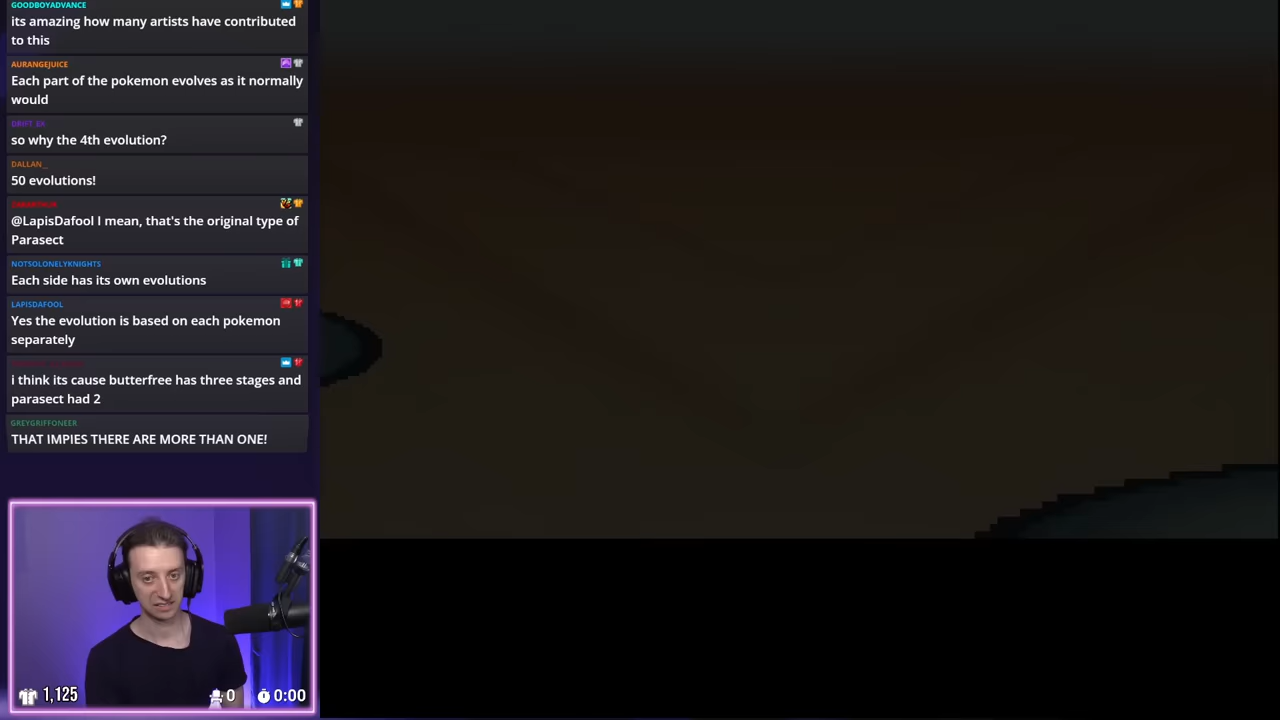 GOODBOYADVANCE
its amazing how many artists have contributed
to this
AURANGEJUICE
Each part of the pokemon evolves as it normally
would
so why the 4th evolution?
DALLAN_
50 evolutions!
@LapisDafool I mean, that's the original type of
Parasect
NOTSOLONELYKNIGHTS
Each side has its own evolutions
LAPISDAFOOL
Yes the evolution is based on each pokemon
separately
i think its cause butterfree has three stages and
parasect had 2
GREYGRIFFONEER
THAT IMPIES THERE ARE MORE THAN ONE!
1,125
0
0:00